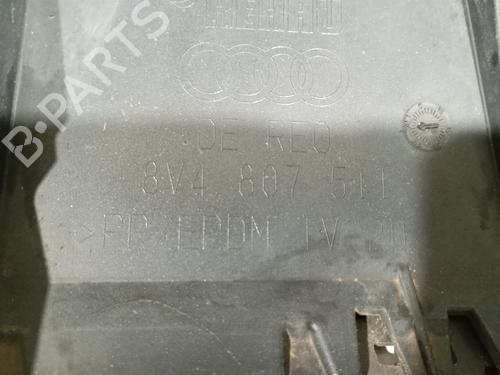 B-PARTS
DE REQ
8V4 807 511
>PP EPDM TV 20